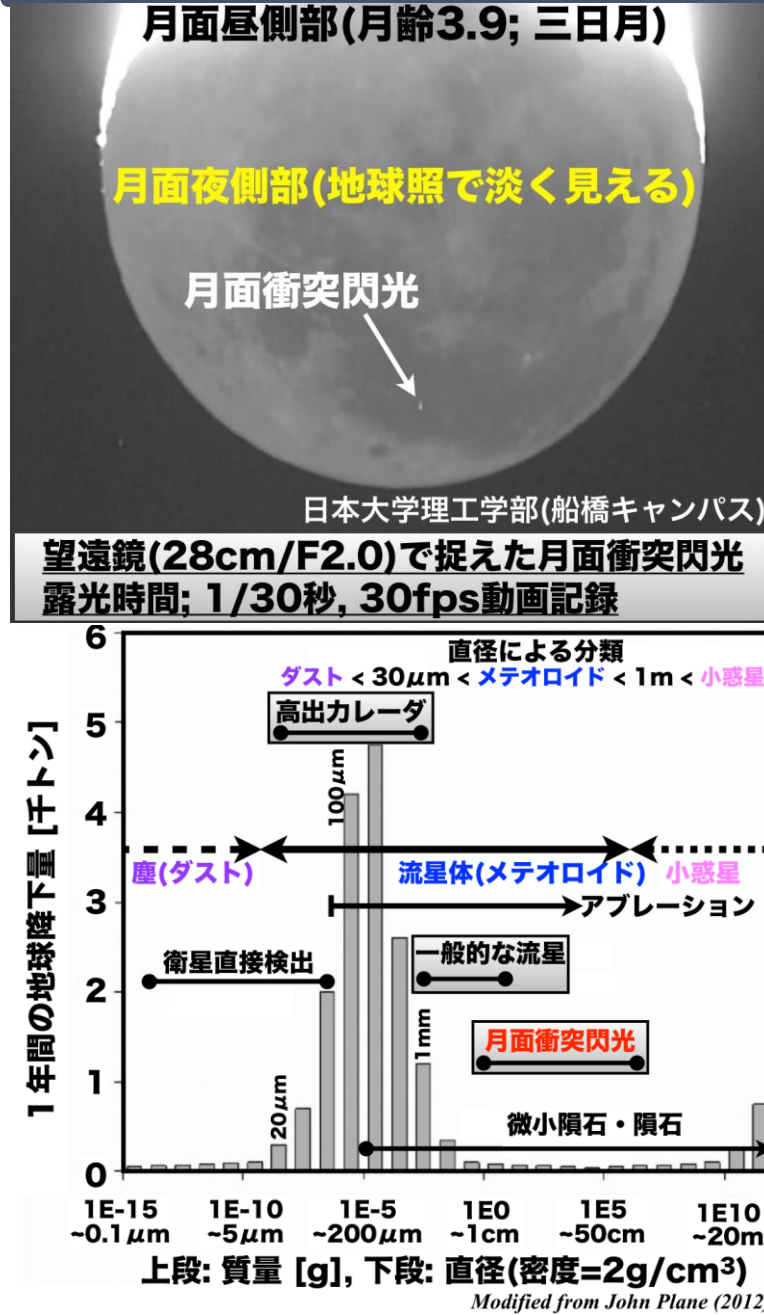 月面昼側部(月齢3.9; 三日月)
月面夜側部(地球照で淡く見える)
月面衝突閃光
日本大学理工学部(船橋キャンパス)
望遠鏡(28cm/F2.0)で捉えた月面衝突閃光
露光時間; 1/30秒, 30fps動画記録
直径による分類
ダスト < 30μm < メテオロイド < 1m < 小惑星
高出力レーダ
100μm
塵(ダスト)
流星体(メテオロイド)
小惑星
アブレーション
衛星直接検出
一般的な流星
1mm
月面衝突閃光
20μm
微小隕石・隕石
1年間の地球降下量 [千トン]
6
5
4
3
2
1
0
1E-15 1E-10 1E-5 1E0 1E5 1E10
~0.1μm ~5μm ~200μm ~1cm ~50cm ~20m
上段: 質量 [g], 下段: 直径(密度=2g/cm³)
Modified from John Plane (2012)